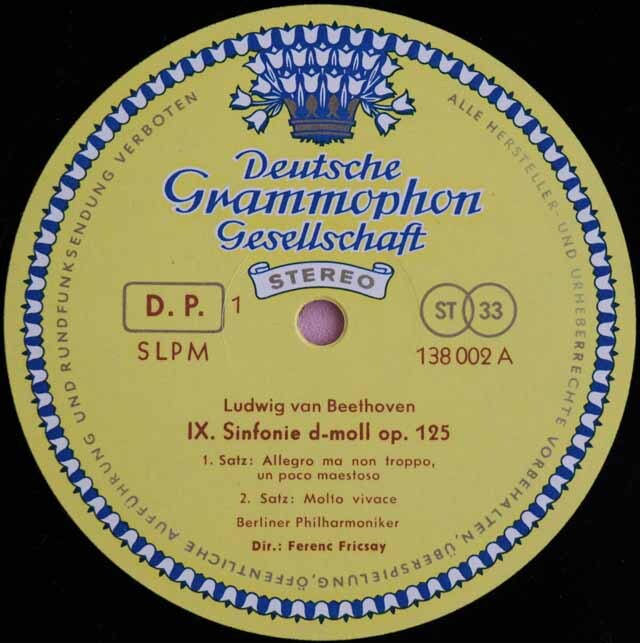 Deutsche
Grammophon
Gesellschaft
STEREO
D. P. 1
ST 33
SLPM
138 002 A
Ludwig van Beethoven
IX. Sinfonie d-moll op. 125
1. Satz: Allegro ma non troppo,
un poco maestoso
2. Satz: Molto vivace
Berliner Philharmoniker
Dir.: Ferenc Fricsay
ALLE HERSTELLER- UND URHEBERRECHTE VORBEHALTEN, ÜBERSPIELUNG, ÖFFENTLICHE AUFFÜHRUNG UND RUNDFUNKSENDUNG VERBOTEN